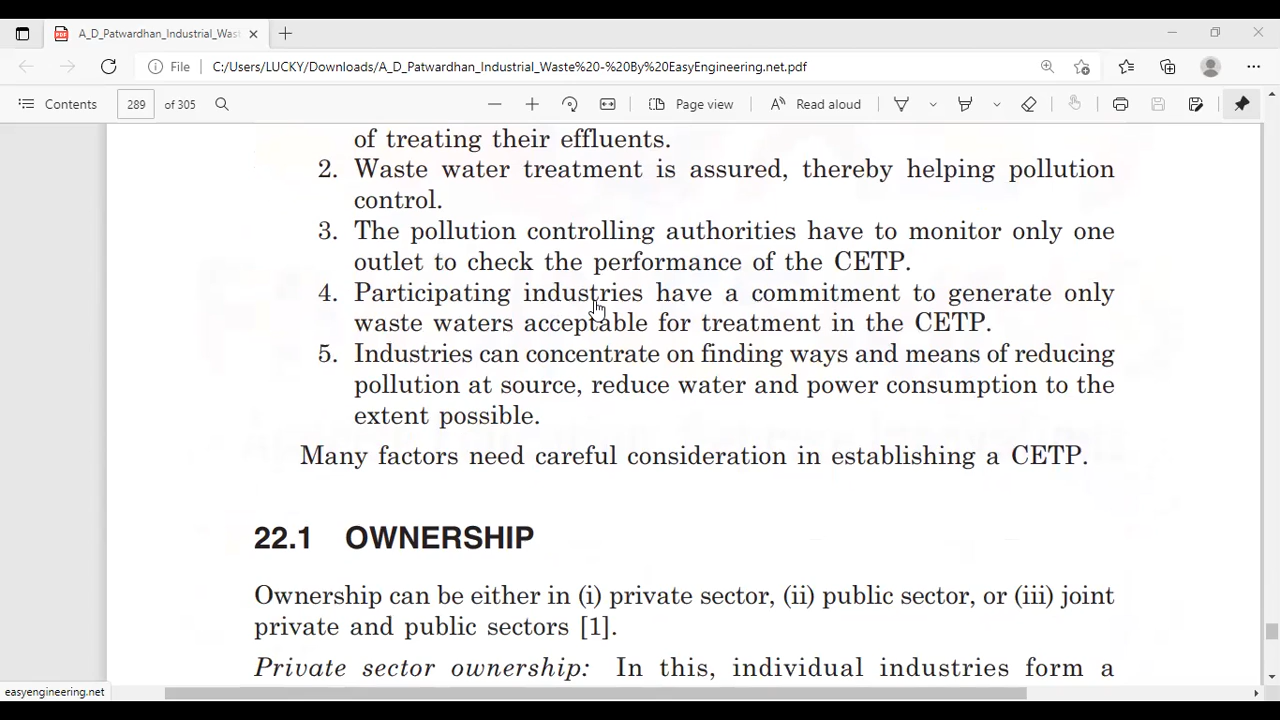 A_D_Patwardhan_Industrial_Wast
File
C:/Users/LUCKY/Downloads/A_D_Patwardhan_Industrial_Waste%20-%20By%20EasyEngineering.net.pdf
Contents
289 of 305
Page view
Read aloud
of treating their effluents.
2. Waste water treatment is assured, thereby helping pollution
control.
3. The pollution controlling authorities have to monitor only one
outlet to check the performance of the CETP.
4. Participating industries have a commitment to generate only
waste waters acceptable for treatment in the CETP.
5. Industries can concentrate on finding ways and means of reducing
pollution at source, reduce water and power consumption to the
extent possible.
Many factors need careful consideration in establishing a CETP.
22.1 OWNERSHIP
Ownership can be either in (i) private sector, (ii) public sector, or (iii) joint
private and public sectors [1].
Private sector ownership: In this, individual industries form a
easyengineering.net